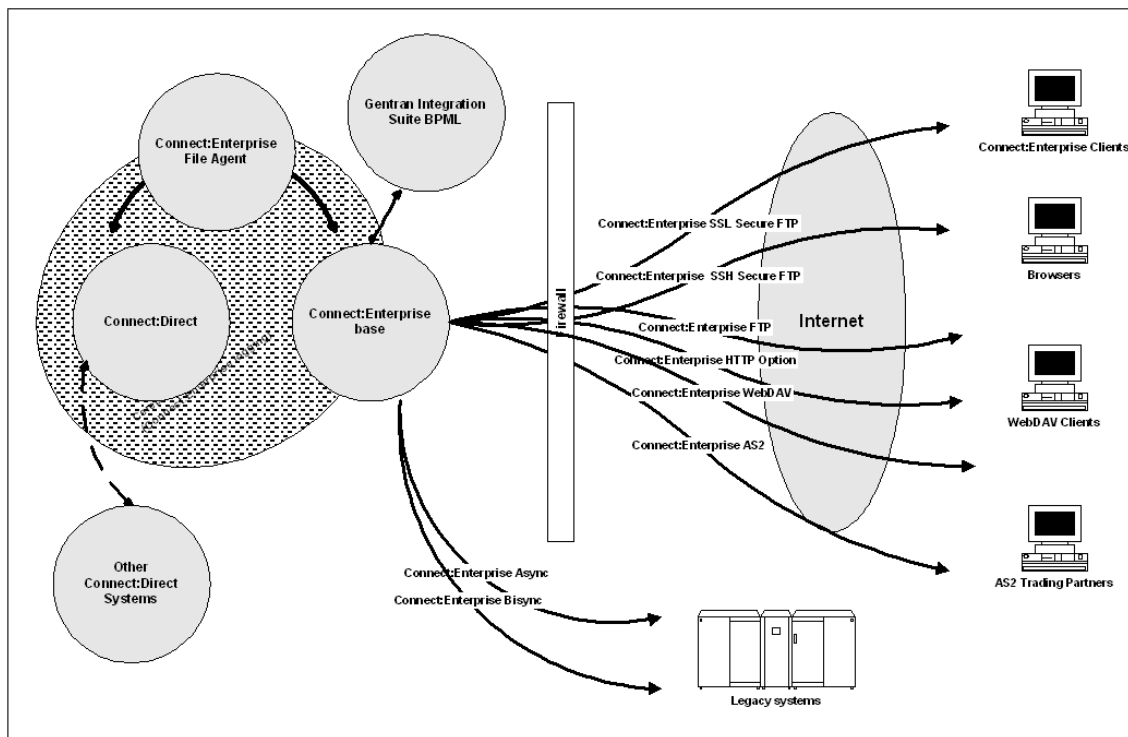 Gentran Integration
Suite BPML
Connect:Enterprise
File Agent
Connect:Direct
Connect:Enterprise
base
Other
Connect:Direct
Systems
firewall
Connect:Enterprise SSL Secure FTP
Connect:Enterprise SSH Secure FTP
Connect:Enterprise FTP
Connect:Enterprise HTTP Option
Connect:Enterprise WebDAV
Connect:Enterprise AS2
Internet
Connect:Enterprise Clients
Browsers
WebDAV Clients
AS2 Trading Partners
Connect:Enterprise Async
Connect:Enterprise Bisync
Legacy systems